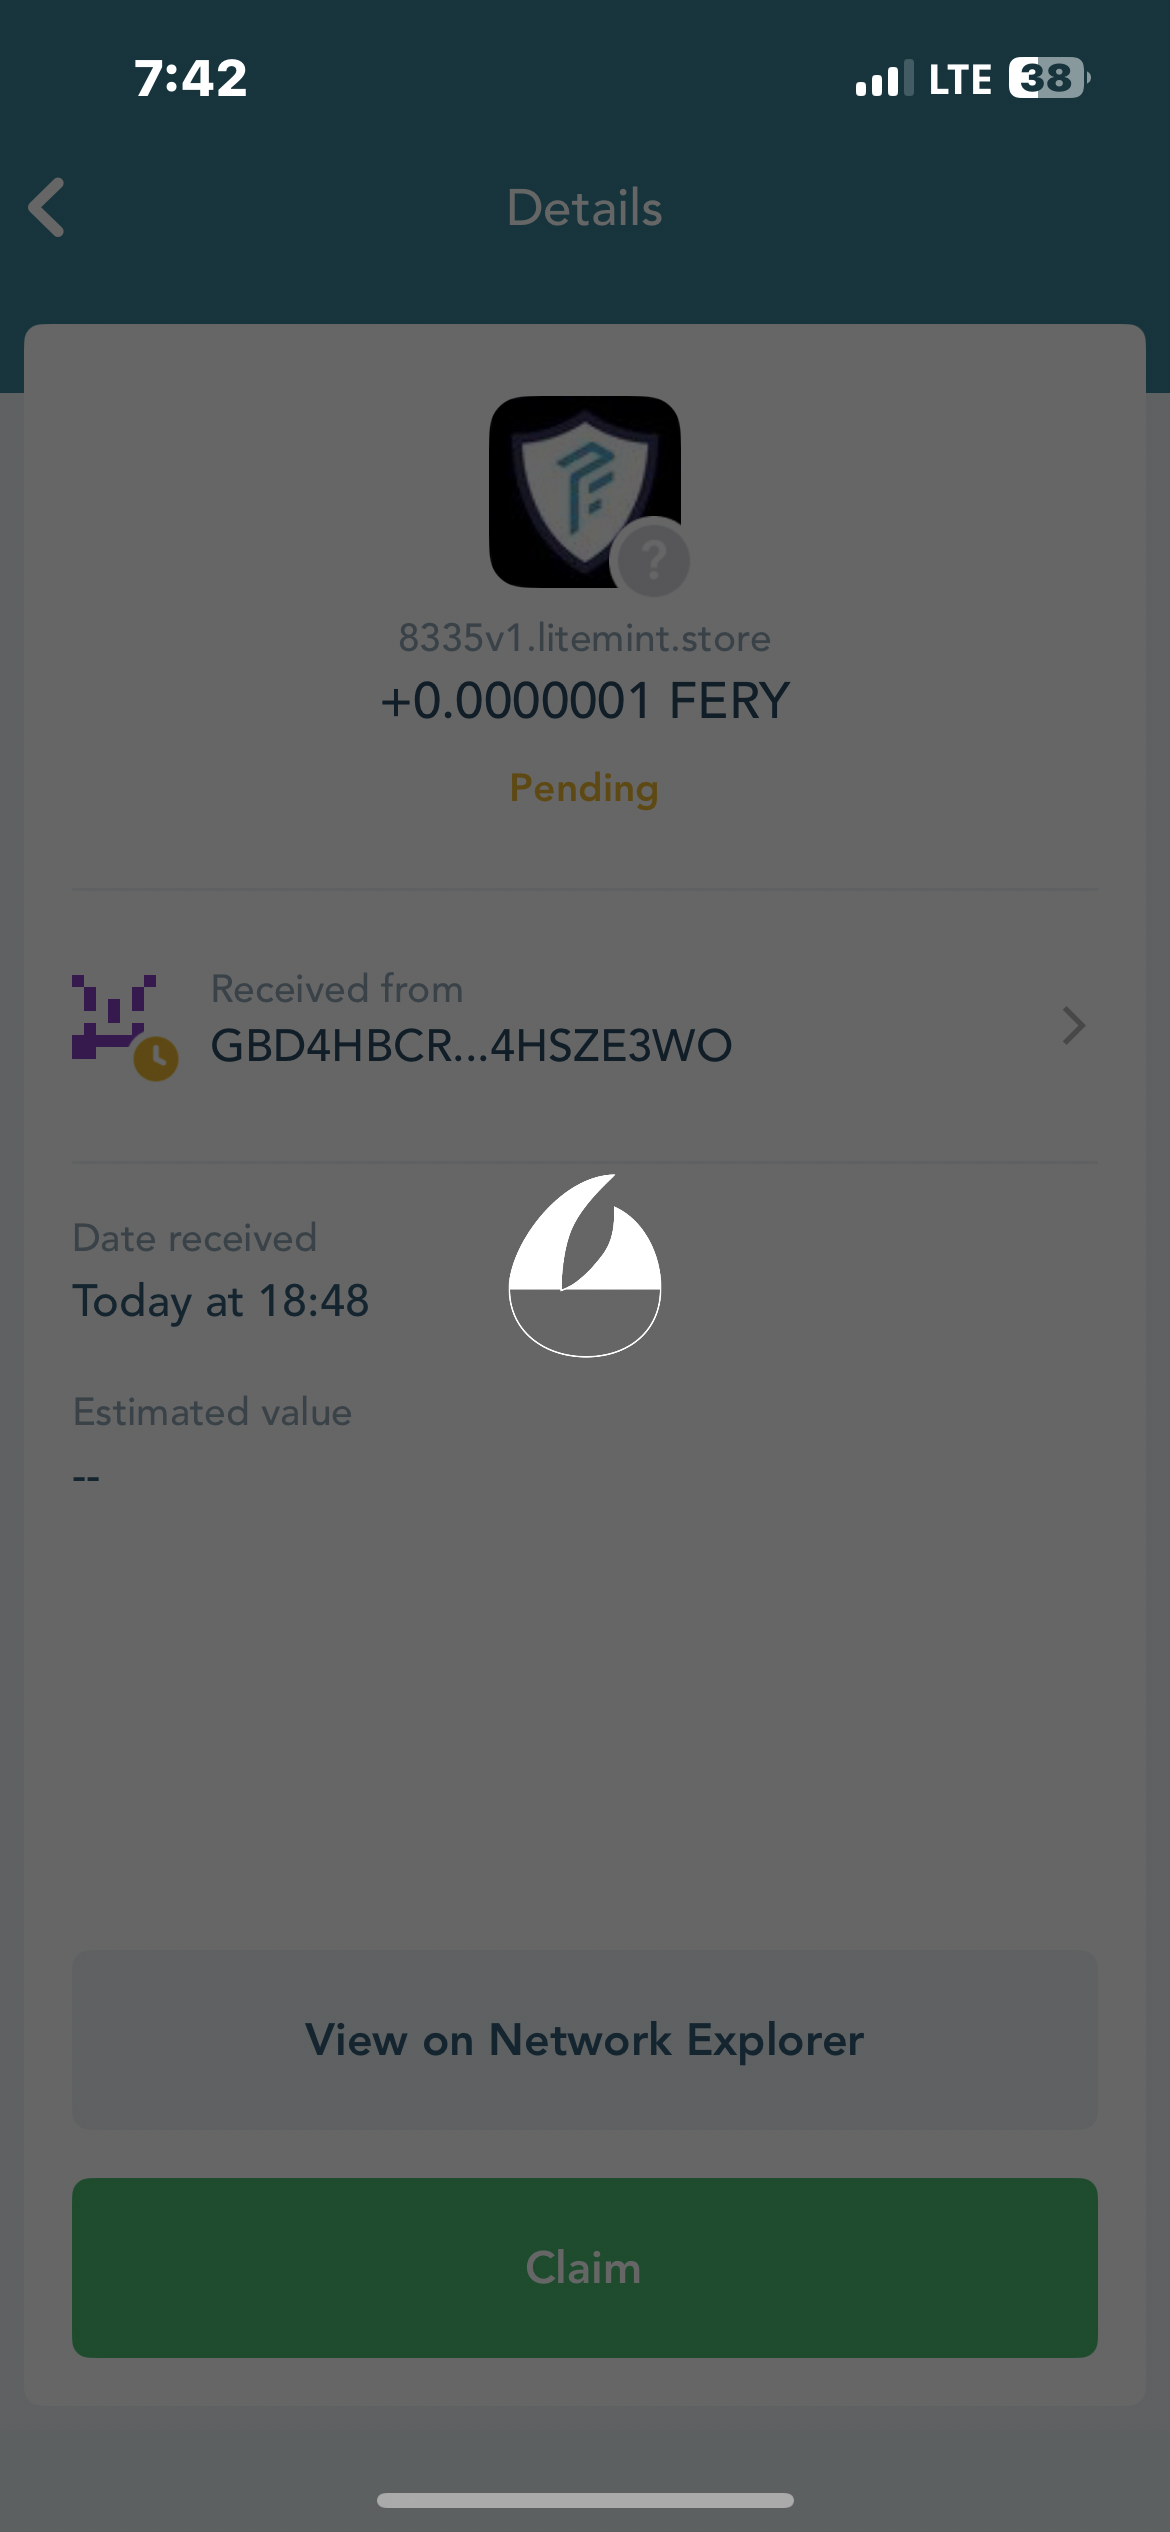 7:42
LTE 38
Details
8335v1.litemint.store
+0.0000001 FERY
Pending
Received from
GBD4HBCR...4HSZE3WO
Date received
Today at 18:48
Estimated value
--
View on Network Explorer
Claim